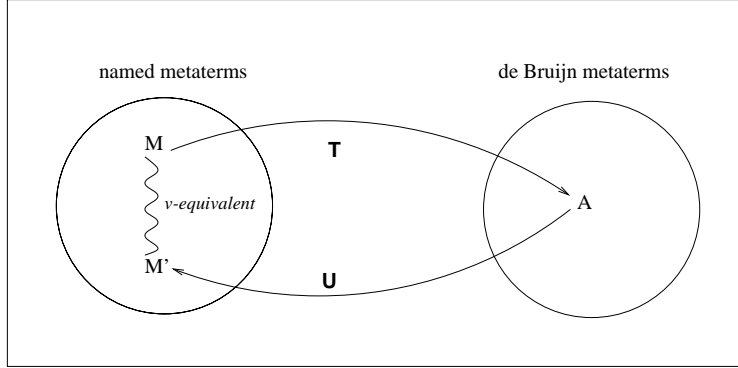 named metaterms
de Bruijn metaterms
M
T
v-equivalent
A
M'
U